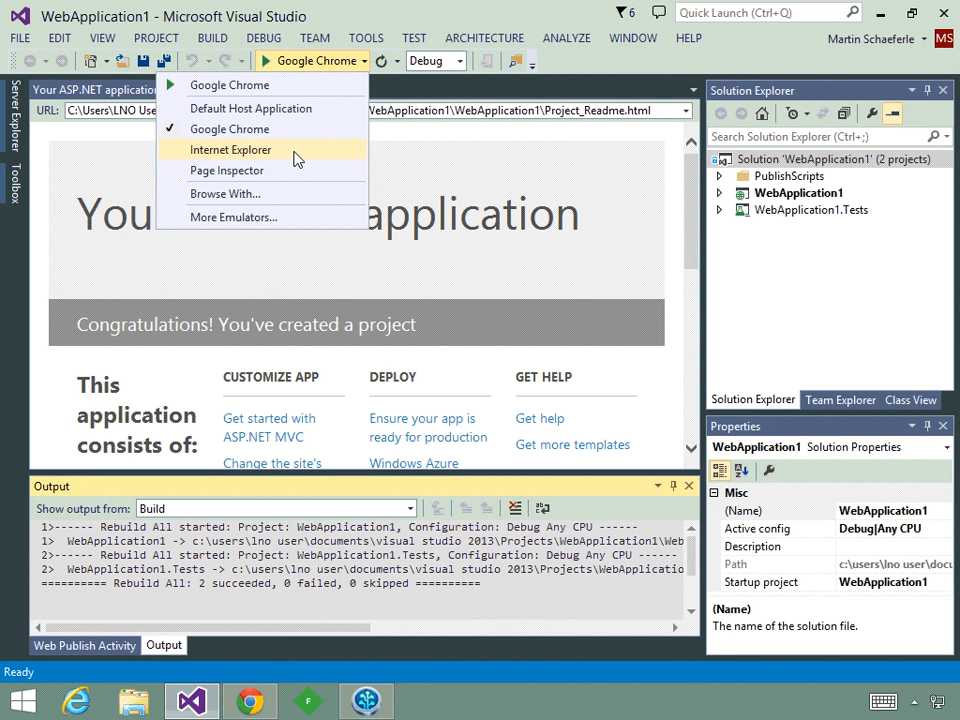 WebApplication1 - Microsoft Visual Studio
6
Quick Launch (Ctrl+Q)
FILE EDIT VIEW PROJECT BUILD DEBUG TEAM TOOLS TEST ARCHITECTURE ANALYZE WINDOW HELP
Martin Schaeferle MS
Google Chrome Debug
Server Explorer
Toolbox
Your ASP.NET application
URL: C:\Users\LNO Use WebApplication1\WebApplication1\Project_Readme.html
Google Chrome
Default Host Application
Google Chrome
Internet Explorer
Page Inspector
Browse With...
More Emulators...
You application
Congratulations! You've created a project
This
application
consists of:
CUSTOMIZE APP
Get started with
ASP.NET MVC
Change the site's
DEPLOY
Ensure your app is
ready for production
Windows Azure
GET HELP
Get help
Get more templates
Solution Explorer
Search Solution Explorer (Ctrl+;)
Solution 'WebApplication1' (2 projects)
PublishScripts
WebApplication1
WebApplication1.Tests
Solution Explorer Team Explorer Class View
Properties
WebApplication1 Solution Properties
Misc
(Name) WebApplication1
Active config Debug|Any CPU
Description
Path c:\users\lno user\docu
Startup project WebApplication1
(Name)
The name of the solution file.
Output
Show output from: Build
1>------ Rebuild All started: Project: WebApplication1, Configuration: Debug Any CPU ------
1> WebApplication1 -> c:\users\lno user\documents\visual studio 2013\Projects\WebApplication1\Web
2>------ Rebuild All started: Project: WebApplication1.Tests, Configuration: Debug Any CPU ------
2> WebApplication1.Tests -> c:\users\lno user\documents\visual studio 2013\Projects\WebApplicatio
========== Rebuild All: 2 succeeded, 0 failed, 0 skipped ==========
Web Publish Activity Output
Ready
F